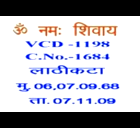 ॐ नमः शिवाय
VCD -1198
C.No.-1684
लाठीकटा
मु. 06,07.09.68
ता. 07.11.09